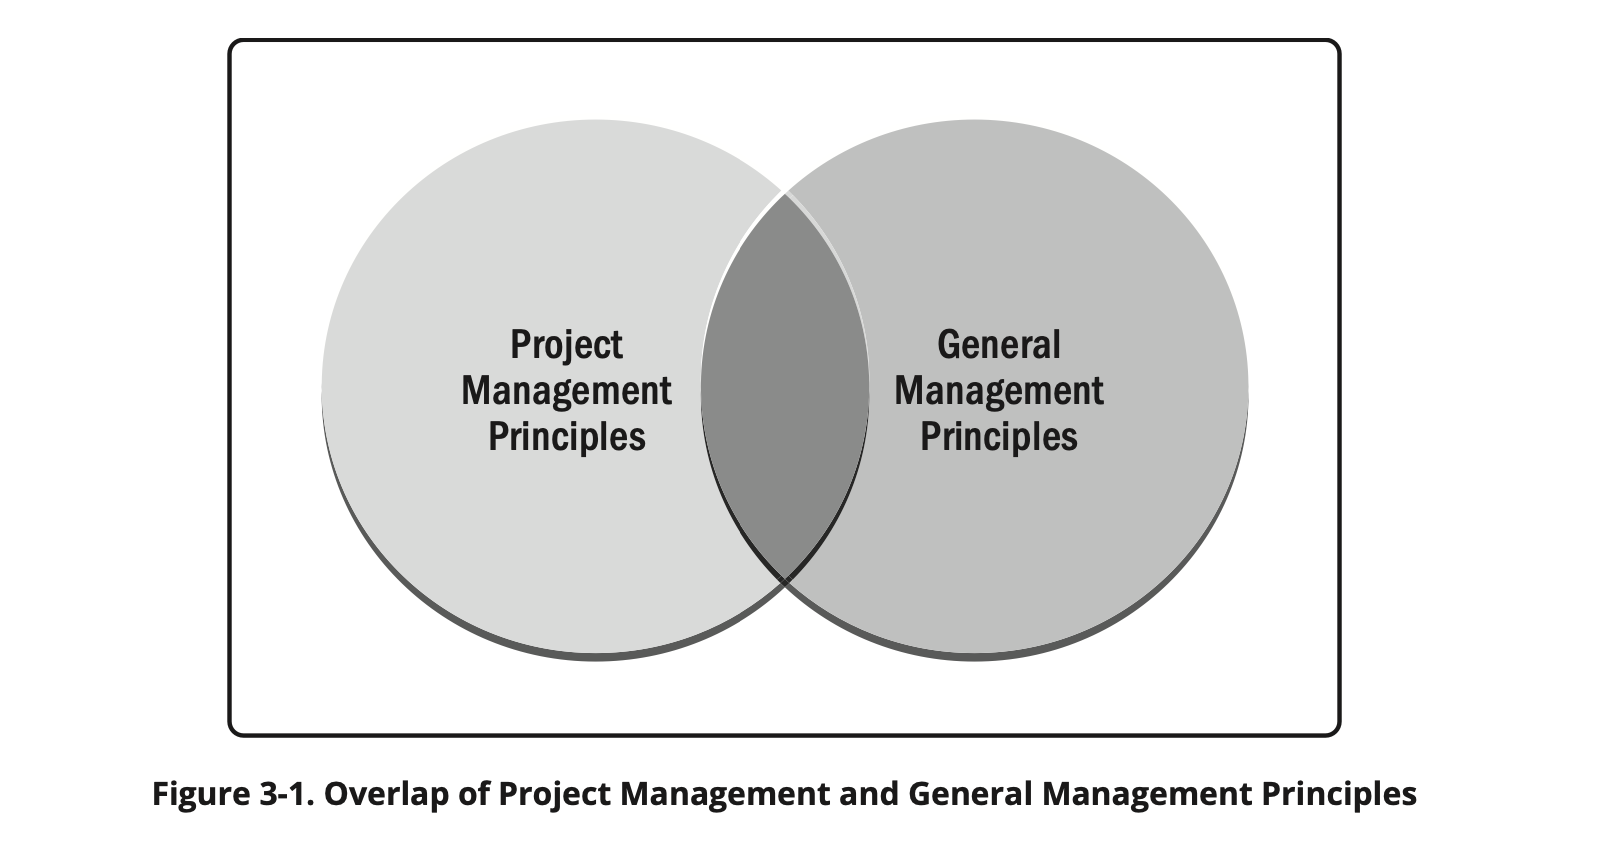 Project
Management
Principles
General
Management
Principles
Figure 3-1. Overlap of Project Management and General Management Principles